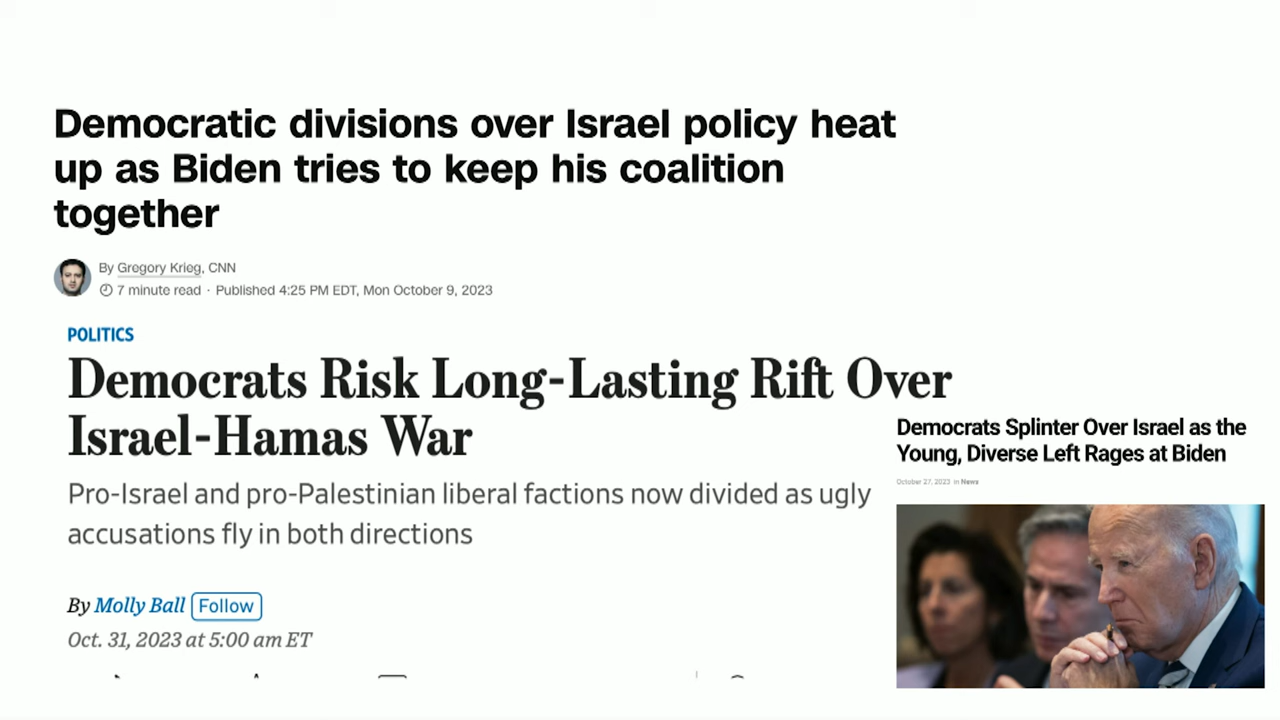 Democratic divisions over Israel policy heat
up as Biden tries to keep his coalition
together
By Gregory Krieg, CNN
7 minute read · Published 4:25 PM EDT, Mon October 9, 2023
POLITICS
Democrats Risk Long-Lasting Rift Over
Israel-Hamas War
Pro-Israel and pro-Palestinian liberal factions now divided as ugly
accusations fly in both directions
By Molly Ball Follow
Oct. 31, 2023 at 5:00 am ET
Democrats Splinter Over Israel as the
Young, Diverse Left Rages at Biden
October 27, 2023 in News